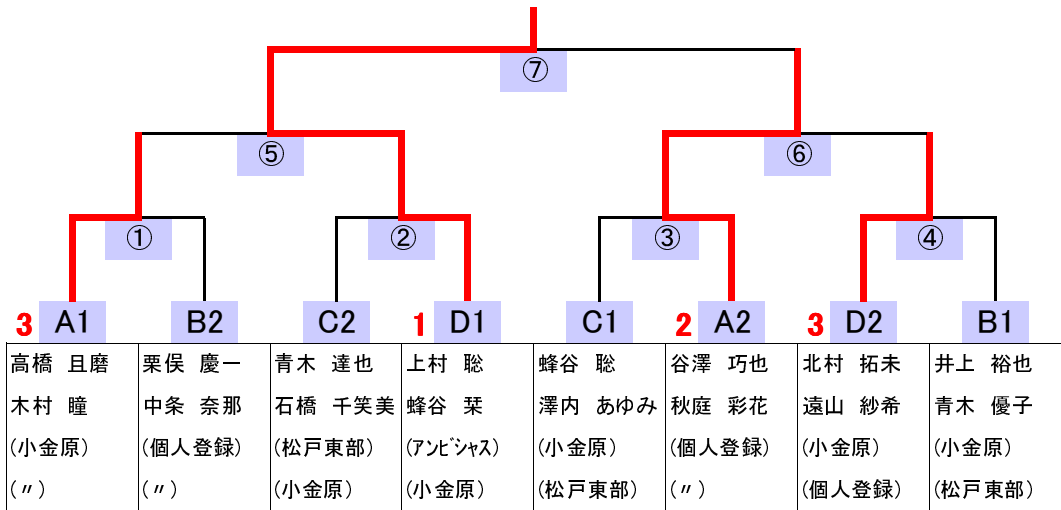 ⑦
⑤ ⑥
① ② ③ ④
3 A1 B2 C2 1 D1 C1 2 A2 3 D2 B1
高橋 且磨 栗俣 慶一 青木 達也 上村 聡 蜂谷 聡 谷澤 巧也 北村 拓未 井上 裕也
木村 瞳 中条 奈那 石橋 千笑美 蜂谷 栞 澤内 あゆみ 秋庭 彩花 遠山 紗希 青木 優子
(小金原) (個人登録) (松戸東部) (アンビシャス) (小金原) (個人登録) (小金原) (小金原)
(〃) (〃) (小金原) (小金原) (松戸東部) (〃) (個人登録) (松戸東部)